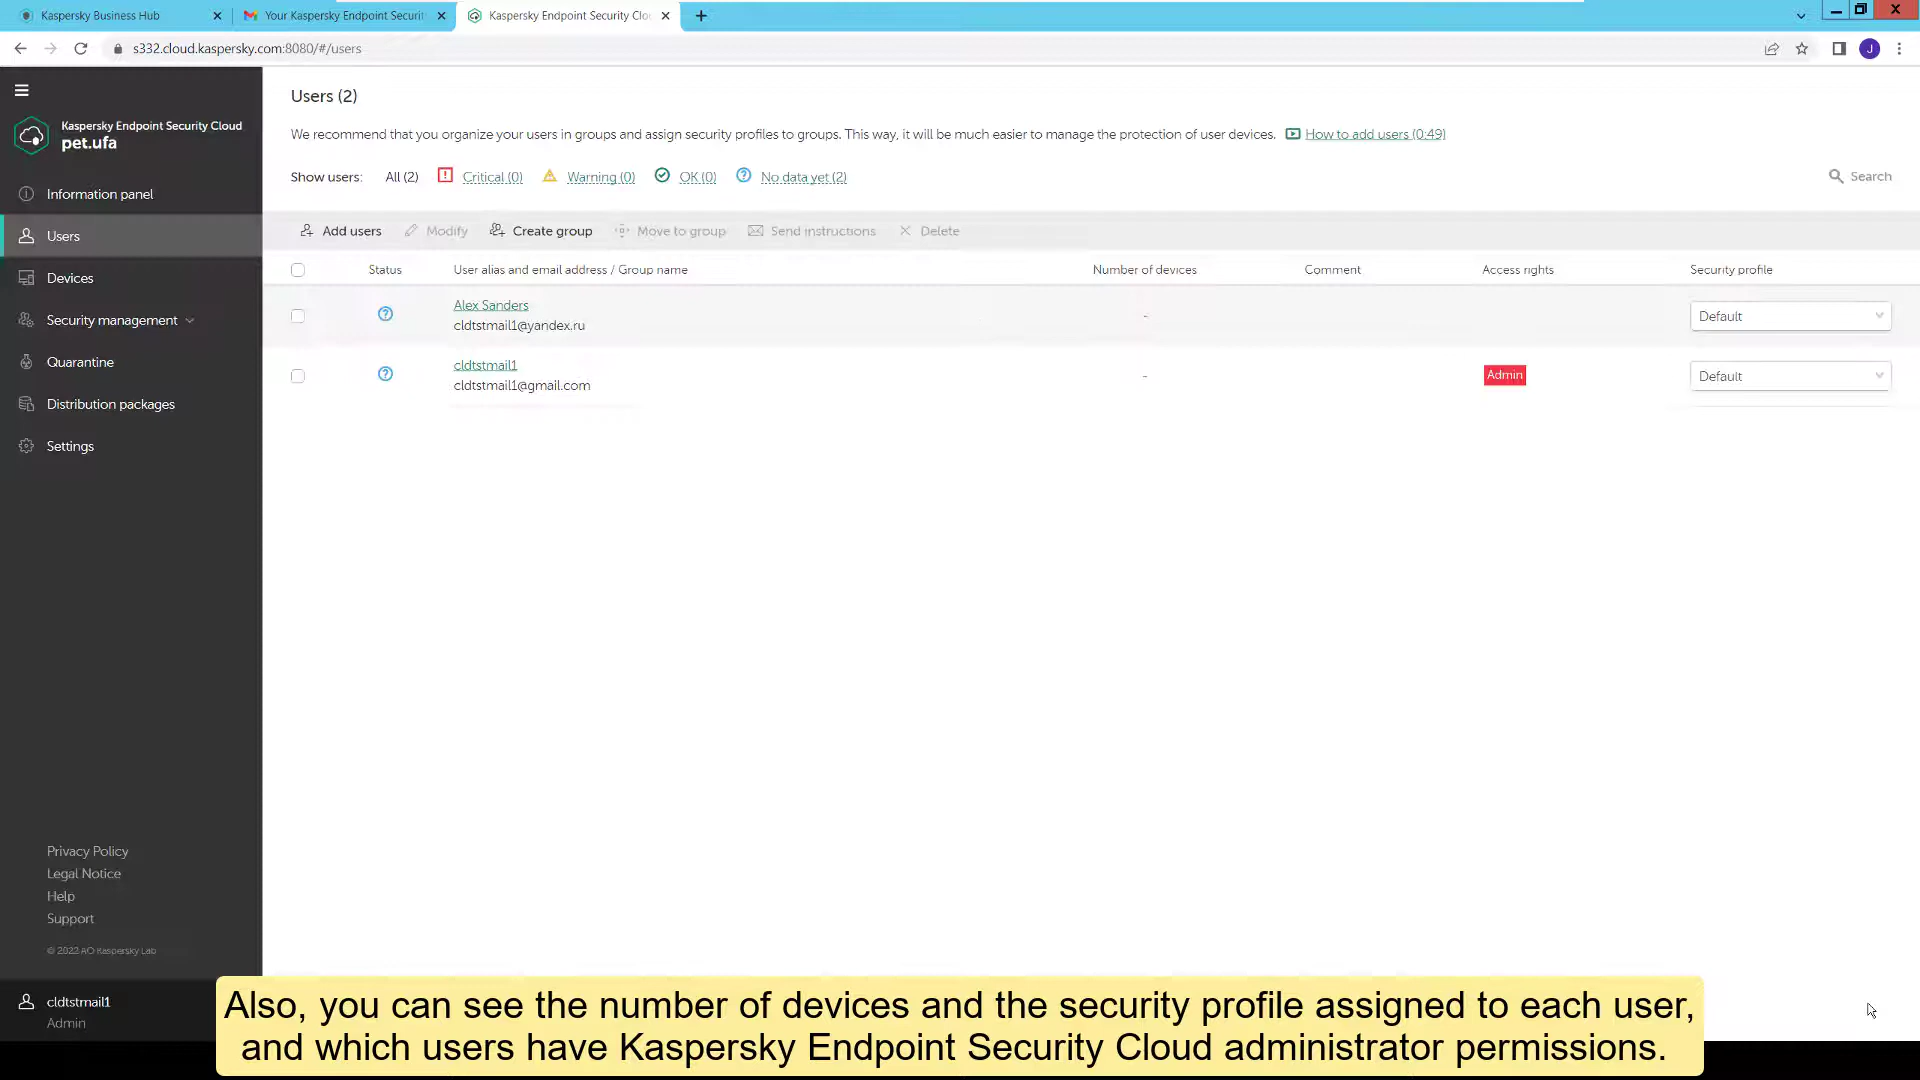 Kaspersky Business Hub
Your Kaspersky Endpoint Securit
Kaspersky Endpoint Security Clo
s332.cloud.kaspersky.com:8080/#/users
J
Kaspersky Endpoint Security Cloud
pet.ufa
Information panel
Users
Devices
Security management
Quarantine
Distribution packages
Settings
Privacy Policy
Legal Notice
Help
Support
© 2022 AO Kaspersky Lab
cldtstmail1
Admin
Users (2)
We recommend that you organize your users in groups and assign security profiles to groups. This way, it will be much easier to manage the protection of user devices. How to add users (0:49)
Show users: All (2) Critical (0) Warning (0) OK (0) No data yet (2) Search
Add users Modify Create group Move to group Send instructions Delete
Status User alias and email address / Group name Number of devices Comment Access rights Security profile
Alex Sanders
cldtstmail1@yandex.ru - Default
cldtstmail1
cldtstmail1@gmail.com - Admin Default
Also, you can see the number of devices and the security profile assigned to each user,
and which users have Kaspersky Endpoint Security Cloud administrator permissions.